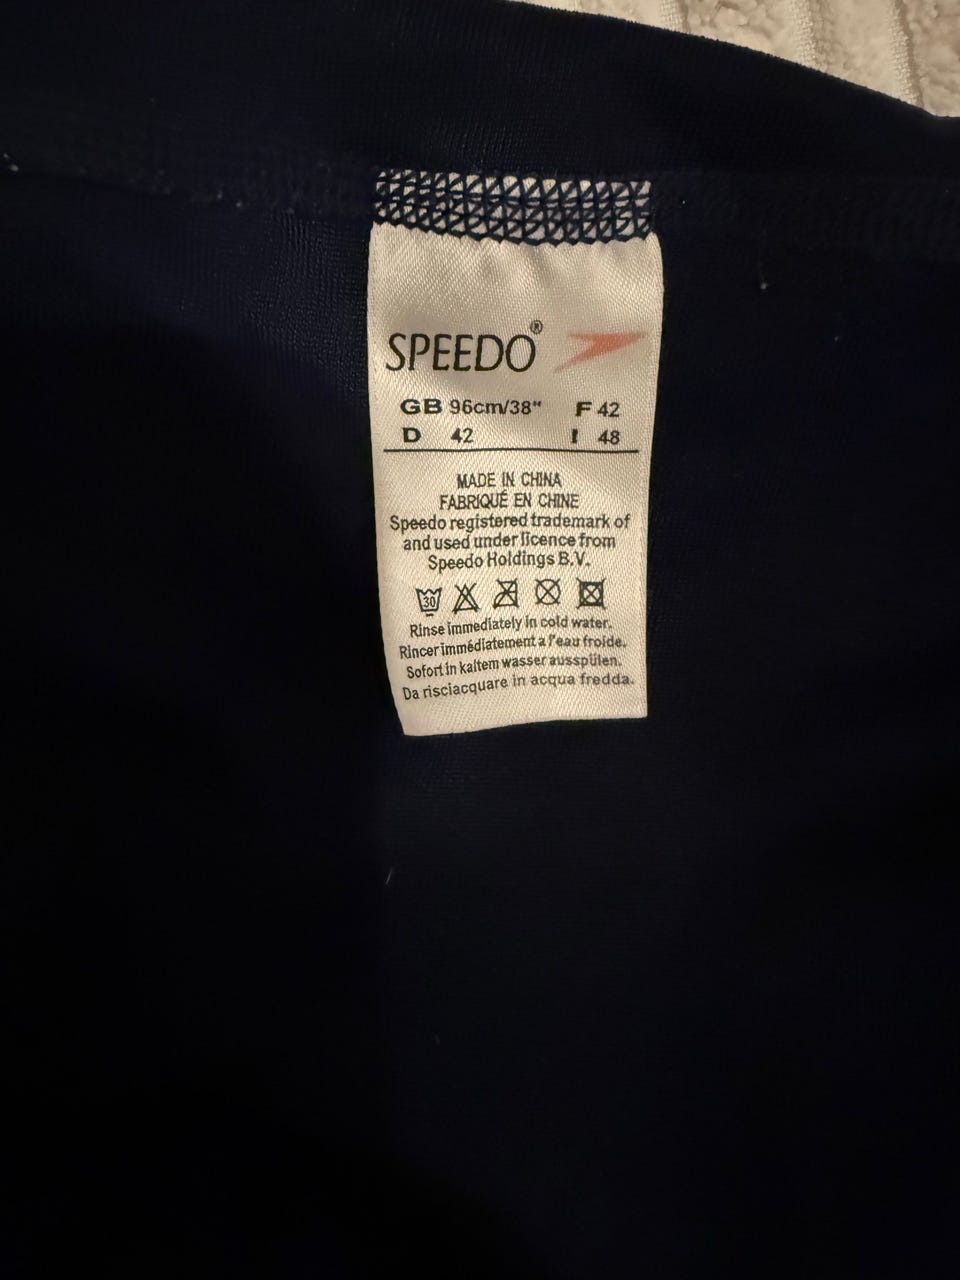 SPEEDO®
GB 96cm/38" F 42
D 42 I 48
MADE IN CHINA
FABRIQUÉ EN CHINE
Speedo registered trademark of
and used under licence from
Speedo Holdings B.V.
30
Rinse immediately in cold water.
Rincer immédiatement a l'eau froide.
Sofort in kaltem wasser ausspülen.
Da risciacquare in acqua fredda.